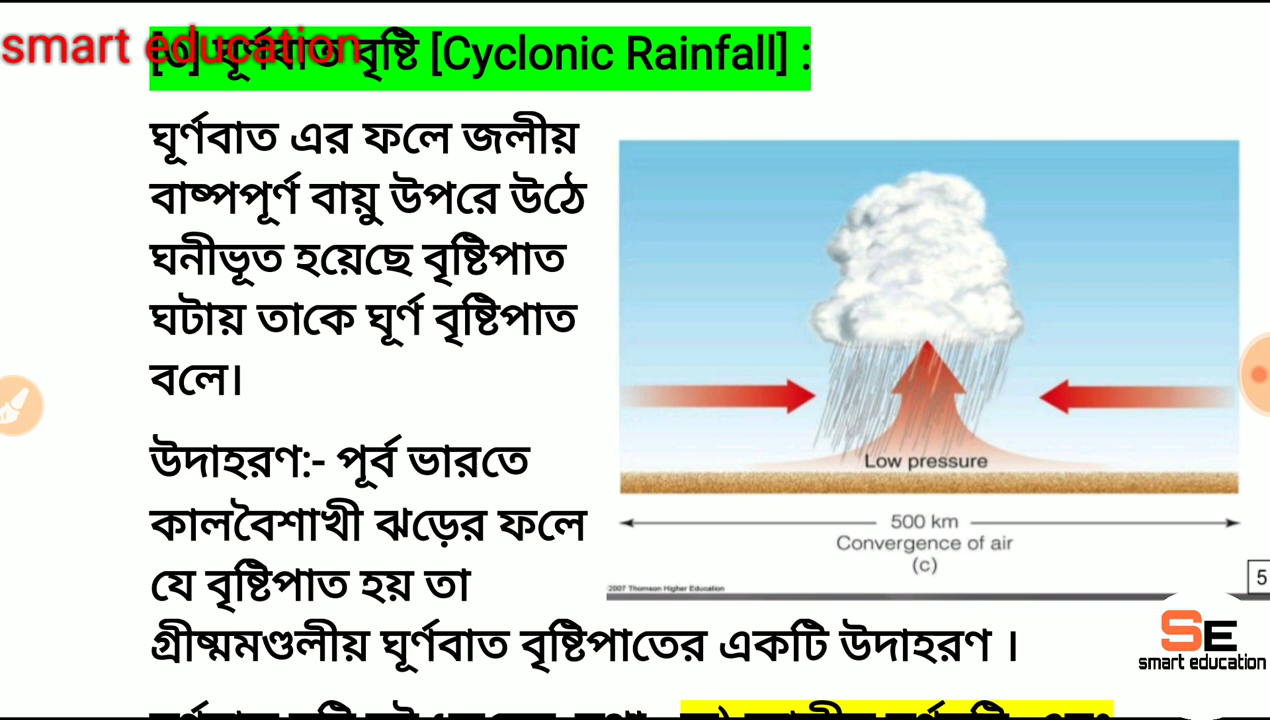 smart education
ঘূর্ণবাত বৃষ্টি [Cyclonic Rainfall] :
ঘূর্ণবাত এর ফলে জলীয়
বাষ্পপূর্ণ বায়ু উপরে উঠে
ঘনীভূত হয়েছে বৃষ্টিপাত
ঘটায় তাকে ঘূর্ণ বৃষ্টিপাত
বলে।
উদাহরণ:- পূর্ব ভারতে
কালবৈশাখী ঝড়ের ফলে
যে বৃষ্টিপাত হয় তা
গ্রীষ্মমণ্ডলীয় ঘূর্ণবাত বৃষ্টিপাতের একটি উদাহরণ ।
Low pressure
500 km
Convergence of air
(c)
2007 Thomson Higher Education
5
SE
smart education